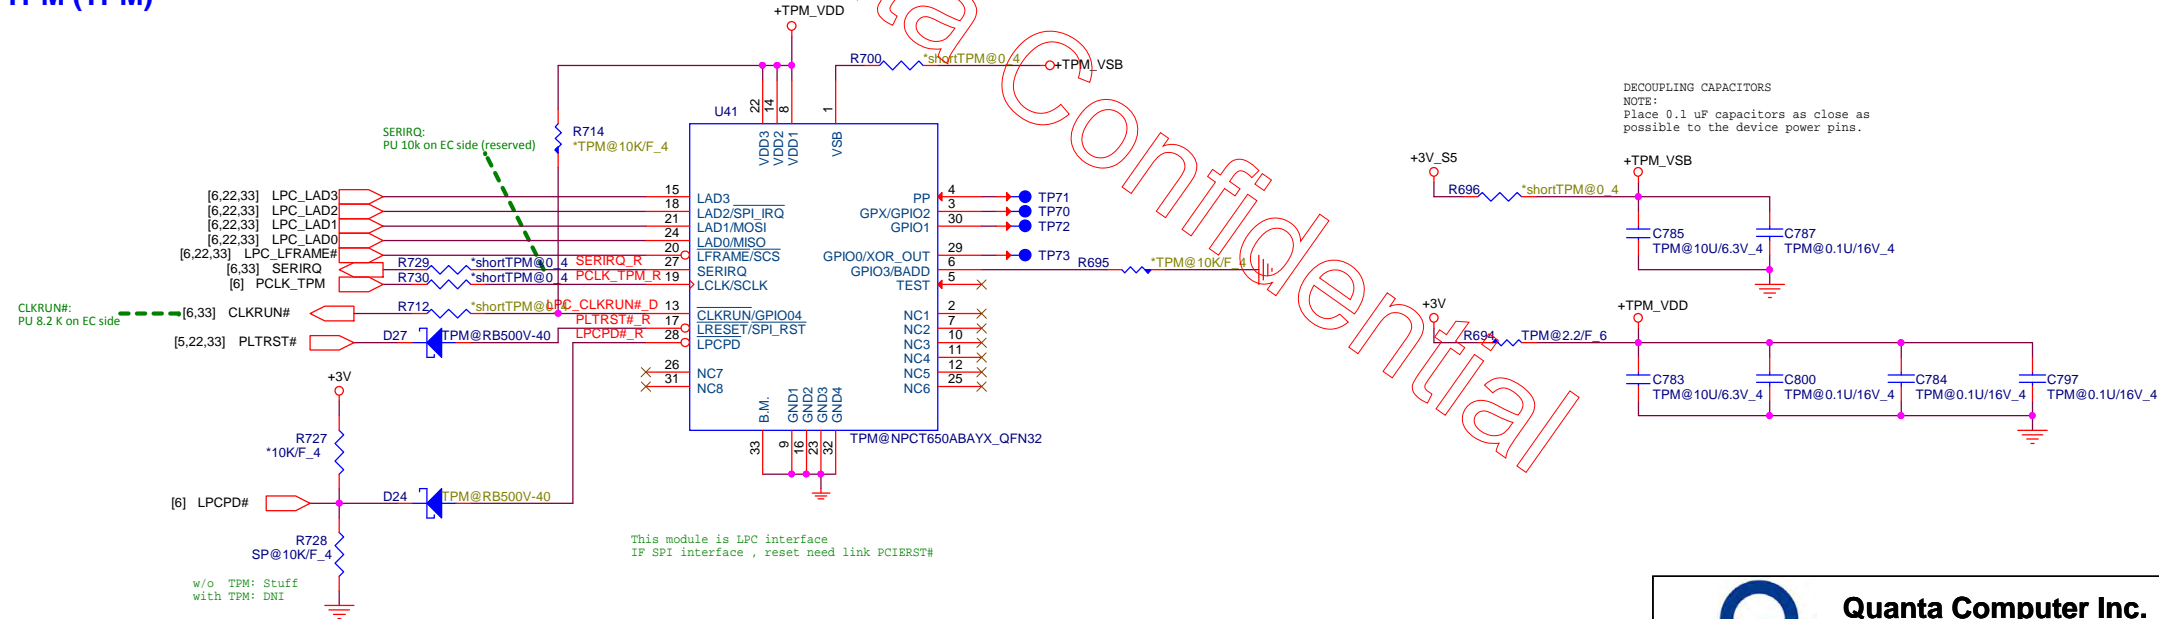 TPM (TPM)
+TPM_VDD
R700
*shortTPM@0_4
+TPM_VSB
DECOUPLING CAPACITORS
NOTE:
Place 0.1 uF capacitors as close as
possible to the device power pins.
U41
22
14
8
1
SERIRQ:
PU 10k on EC side (reserved)
R714
*TPM@10K/F_4
VDD3
VDD2
VDD1
VSB
+3V_S5
+TPM_VSB
R696
*shortTPM@0_4
C785
TPM@10U/6.3V_4
C787
TPM@0.1U/16V_4
[6,22,33] LPC_LAD3
[6,22,33] LPC_LAD2
[6,22,33] LPC_LAD1
[6,22,33] LPC_LAD0
[6,22,33] LPC_LFRAME#
[6,33] SERIRQ
[6] PCLK_TPM
R729 *shortTPM@0_4 SERIRQ_R
R730 *shortTPM@0_4 PCLK_TPM_R
15 LAD3
18 LAD2/SPI_IRQ
21 LAD1/MOSI
24 LAD0/MISO
20 LFRAME/SCS
27 SERIRQ
19 LCLK/SCLK
PP 4 TP71
GPX/GPIO2 3 TP70
GPIO1 30 TP72
GPIO0/XOR_OUT 29 TP73
GPIO3/BADD 6
R695 *TPM@10K/F_4
TEST 5
CLKRUN#:
PU 8.2 K on EC side
[6,33] CLKRUN#
R712 *shortTPM@0_4 LPC_CLKRUN#_D
13 CLKRUN/GPIO04
[5,22,33] PLTRST#
D27 TPM@RB500V-40
PLTRST#_R
17 LRESET/SPI_RST
LPCPD#_R
28 LPCPD
26 NC7
31 NC8
NC1 2
NC2 7
NC3 10
NC4 11
NC5 12
NC6 25
B.M.
GND1
GND2
GND3
GND4
33
9
16
23
32
TPM@NPCT650ABAYX_QFN32
+3V
+TPM_VDD
R694 TPM@2.2/F_6
C783
TPM@10U/6.3V_4
C800
TPM@0.1U/16V_4
C784
TPM@0.1U/16V_4
C797
TPM@0.1U/16V_4
+3V
R727
*10K/F_4
[6] LPCPD#
D24 TPM@RB500V-40
R728
SP@10K/F_4
w/o TPM: Stuff
with TPM: DNI
This module is LPC interface
IF SPI interface , reset need link PCIERST#
Confidential
Quanta Computer Inc.